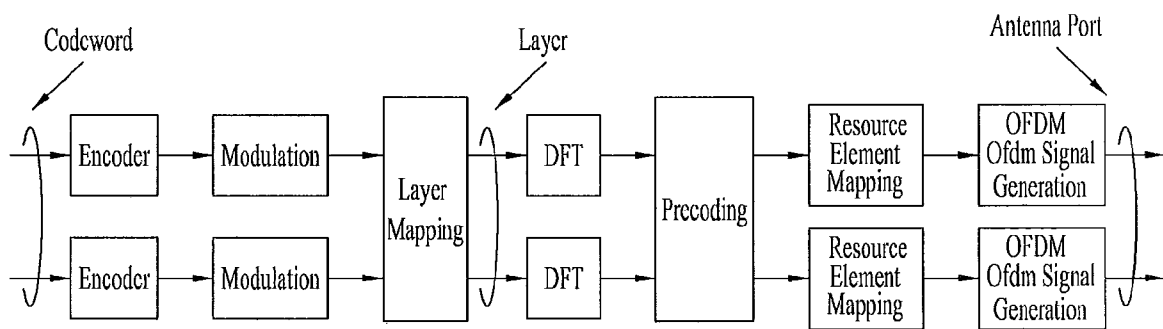 Codeword
Layer
Antenna Port
Encoder
Modulation
Layer
Mapping
DFT
Precoding
Resource
Element
Mapping
OFDM
Ofdm Signal
Generation
Encoder
Modulation
DFT
Resource
Element
Mapping
OFDM
Ofdm Signal
Generation